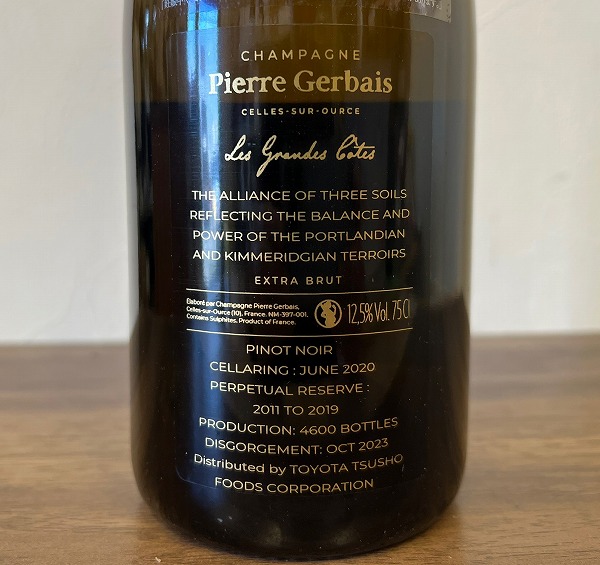 CHAMPAGNE
Pierre Gerbais
CELLES-SUR-OURCE
Les Grandes Côtes
THE ALLIANCE OF THREE SOILS
REFLECTING THE BALANCE AND
POWER OF THE PORTLANDIAN
AND KIMMERIDGIAN TERROIRS
EXTRA BRUT
Elaboré par Champagne Pierre Gerbais,
Celles-sur-Ource (10), France. NM-397-001.
Contains Sulphites. Product of France.
12,5% Vol. 75 Cl
PINOT NOIR
CELLARING : JUNE 2020
PERPETUAL RESERVE :
2011 TO 2019
PRODUCTION: 4600 BOTTLES
DISGORGEMENT: OCT 2023
Distributed by TOYOTA TSUSHO
FOODS CORPORATION